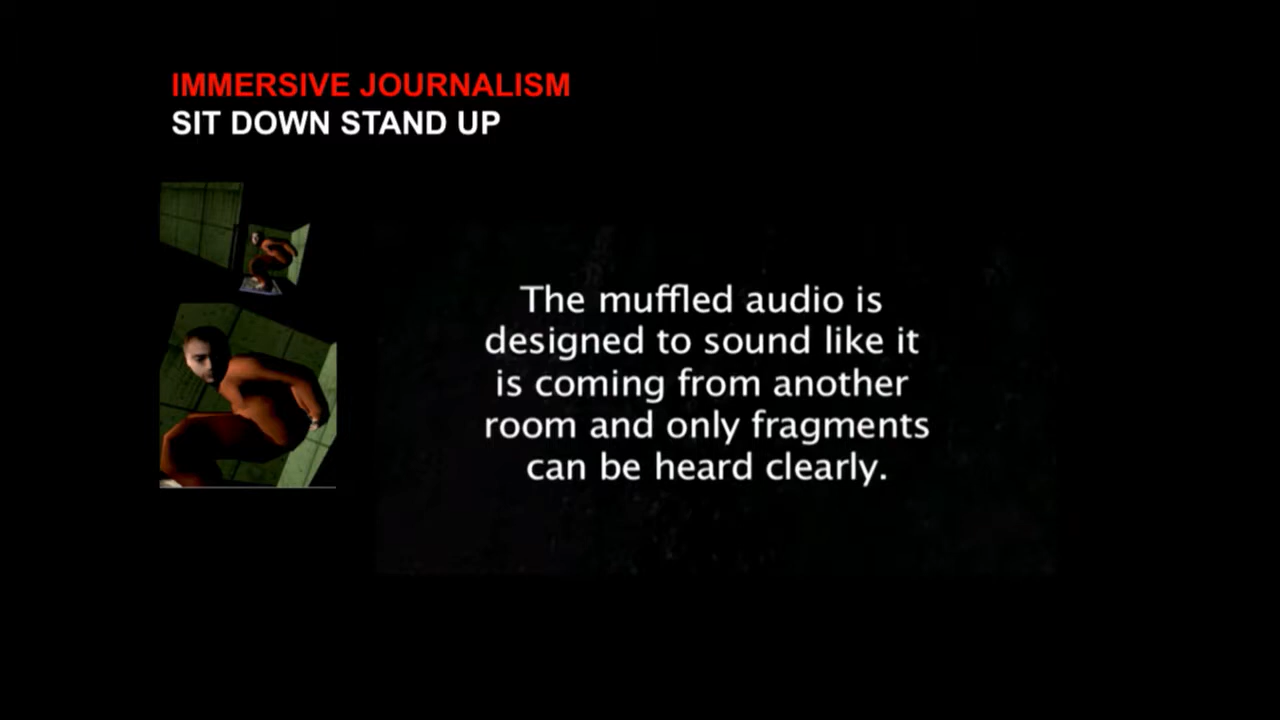 IMMERSIVE JOURNALISM
SIT DOWN STAND UP
The muffled audio is
designed to sound like it
is coming from another
room and only fragments
can be heard clearly.